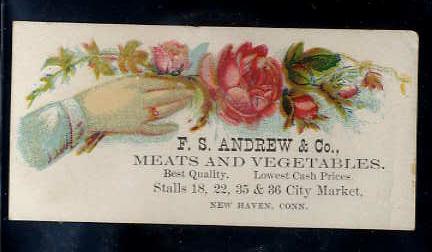 F. S. ANDREW & Co.,
MEATS AND VEGETABLES.
Best Quality. Lowest Cash Prices.
Stalls 18, 22, 35 & 36 City Market,
NEW HAVEN, CONN.